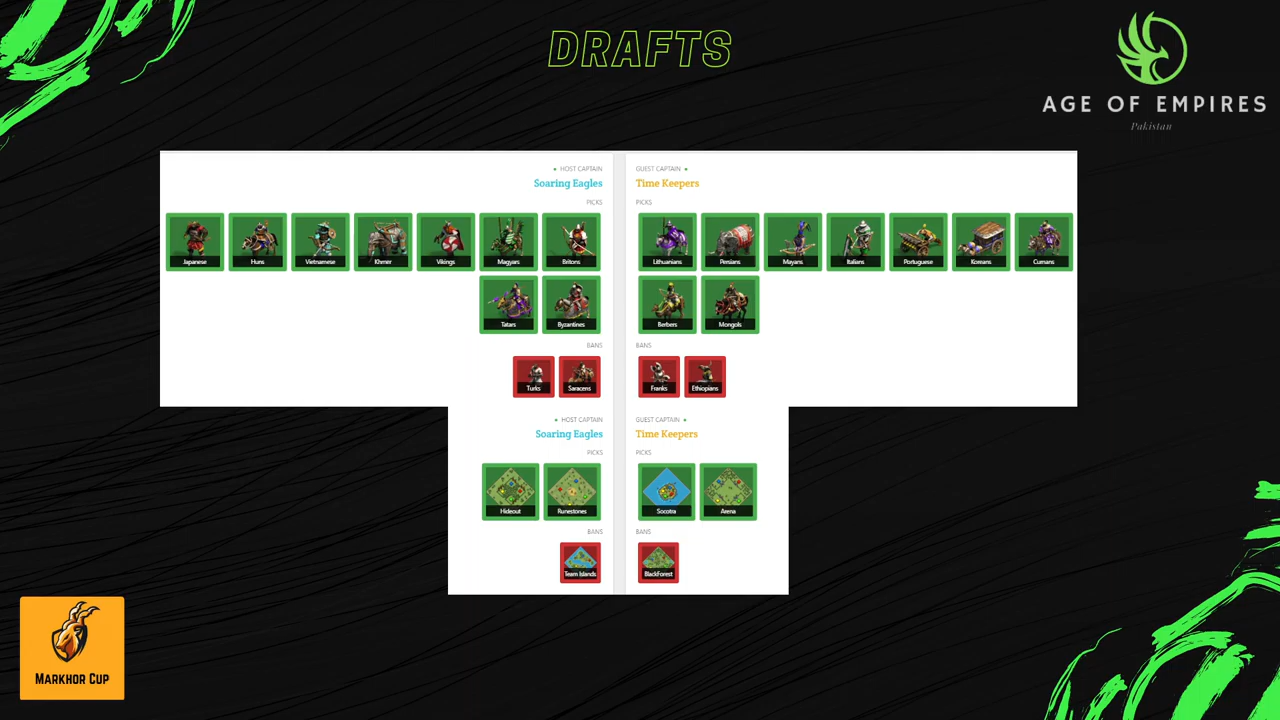 DRAFTS
AGE OF EMPIRES
Pakistan
HOST CAPTAIN
Soaring Eagles
PICKS
Japanese Huns Vietnamese Khmer Vikings Magyars Britons
Tatars Byzantines
BANS
Turks Saracens
GUEST CAPTAIN
Time Keepers
PICKS
Lithuanians Persians Mayans Italians Portuguese Koreans Cumans
Berbers Mongols
BANS
Franks Ethiopians
HOST CAPTAIN
Soaring Eagles
PICKS
Hideout Runestones
BANS
Team Islands
GUEST CAPTAIN
Time Keepers
PICKS
Socotra Arena
BANS
BlackForest
MARKHOR CUP